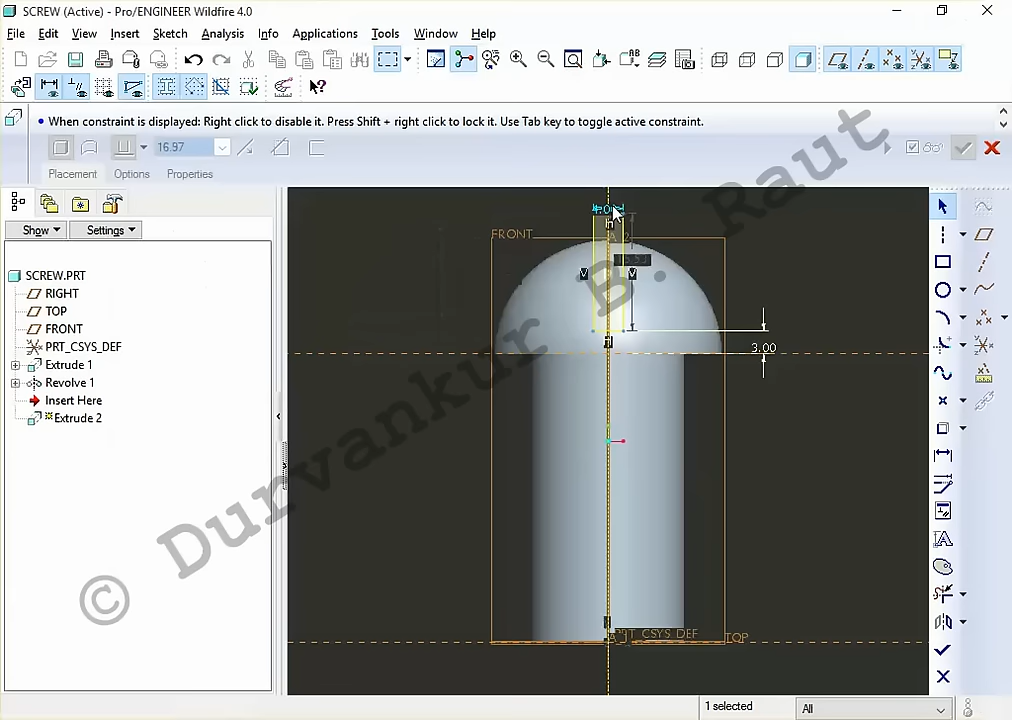 SCREW (Active) - Pro/ENGINEER Wildfire 4.0
File Edit View Insert Sketch Analysis Info Applications Tools Window Help
• When constraint is displayed: Right click to disable it. Press Shift + right click to lock it. Use Tab key to toggle active constraint.
16.97
Placement Options Properties
Show Settings
SCREW.PRT
RIGHT
TOP
FRONT
PRT_CSYS_DEF
Extrude 1
Revolve 1
Insert Here
Extrude 2
FRONT
H
V V
3.00
H
PRT_CSYS_DEF TOP
© Durvankur B. Raut
1 selected All